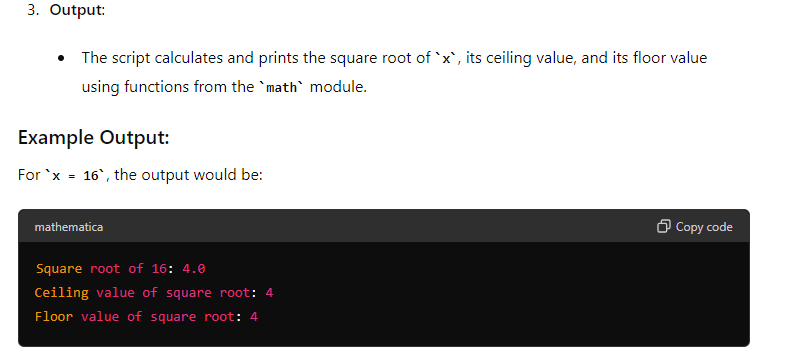 3. Output:
• The script calculates and prints the square root of `x`, its ceiling value, and its floor value
using functions from the `math` module.
Example Output:
For `x = 16`, the output would be:
mathematica Copy code
Square root of 16: 4.0
Ceiling value of square root: 4
Floor value of square root: 4